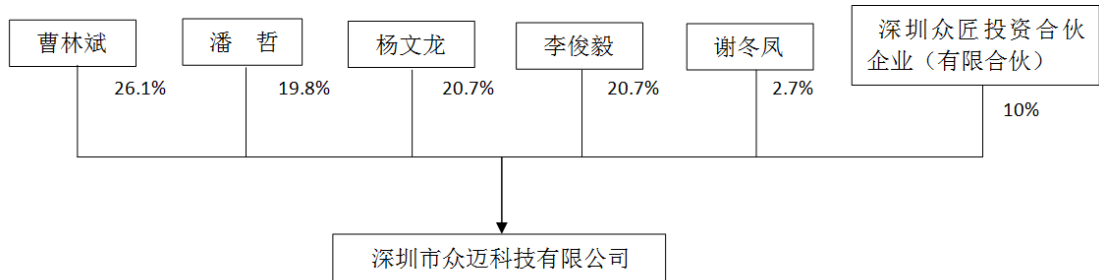 曹林斌
潘 哲
杨文龙
李俊毅
谢冬凤
深圳众匠投资合伙
企业（有限合伙）
26.1%
19.8%
20.7%
20.7%
2.7%
10%
深圳市众迈科技有限公司